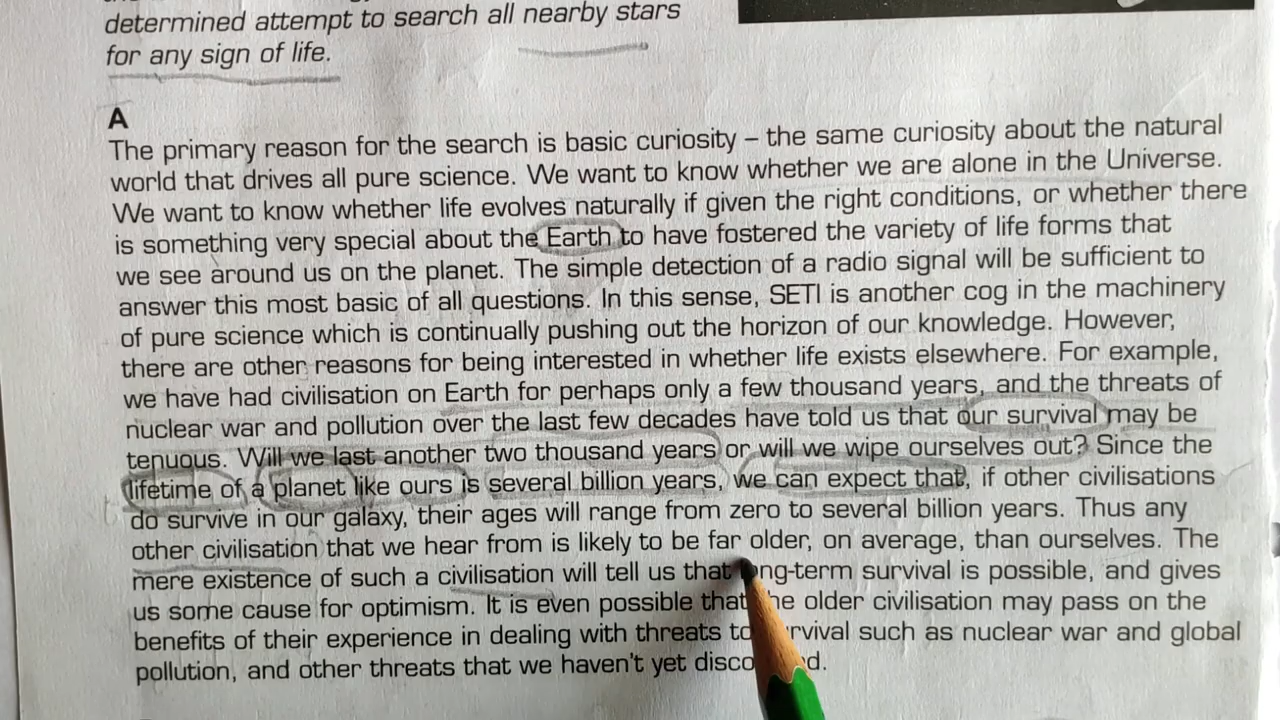 determined attempt to search all nearby stars
for any sign of life.
A
The primary reason for the search is basic curiosity – the same curiosity about the natural
world that drives all pure science. We want to know whether we are alone in the Universe.
We want to know whether life evolves naturally if given the right conditions, or whether there
is something very special about the Earth to have fostered the variety of life forms that
we see around us on the planet. The simple detection of a radio signal will be sufficient to
answer this most basic of all questions. In this sense, SETI is another cog in the machinery
of pure science which is continually pushing out the horizon of our knowledge. However,
there are other reasons for being interested in whether life exists elsewhere. For example,
we have had civilisation on Earth for perhaps only a few thousand years, and the threats of
nuclear war and pollution over the last few decades have told us that our survival may be
tenuous. Will we last another two thousand years or will we wipe ourselves out? Since the
lifetime of a planet like ours is several billion years, we can expect that, if other civilisations
do survive in our galaxy, their ages will range from zero to several billion years. Thus any
other civilisation that we hear from is likely to be far older, on average, than ourselves. The
mere existence of such a civilisation will tell us that ong-term survival is possible, and gives
us some cause for optimism. It is even possible that he older civilisation may pass on the
benefits of their experience in dealing with threats to rvival such as nuclear war and global
pollution, and other threats that we haven't yet disco d.